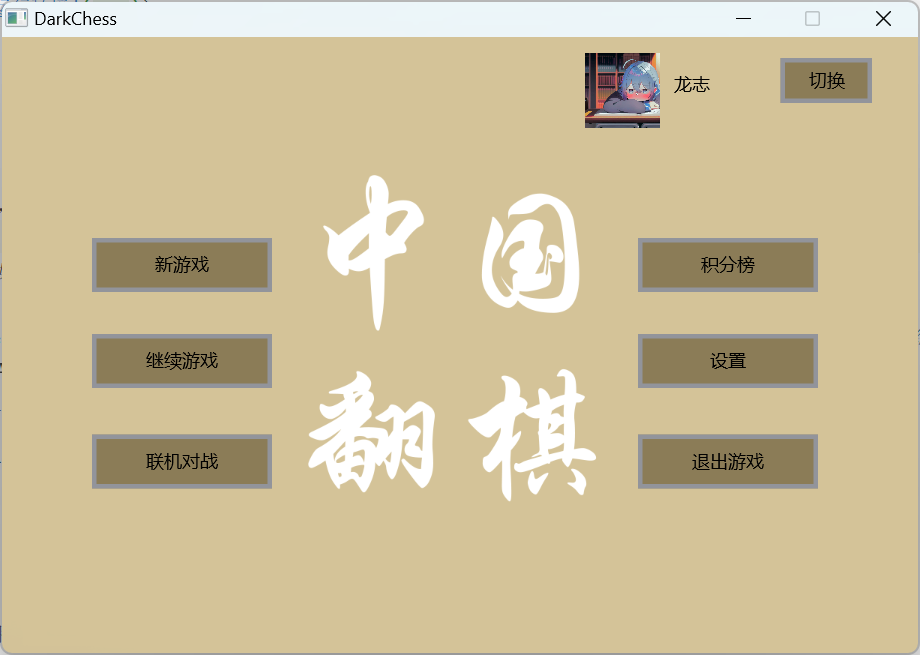 DarkChess
龙志
切换
中国
翻棋
新游戏
继续游戏
联机对战
积分榜
设置
退出游戏